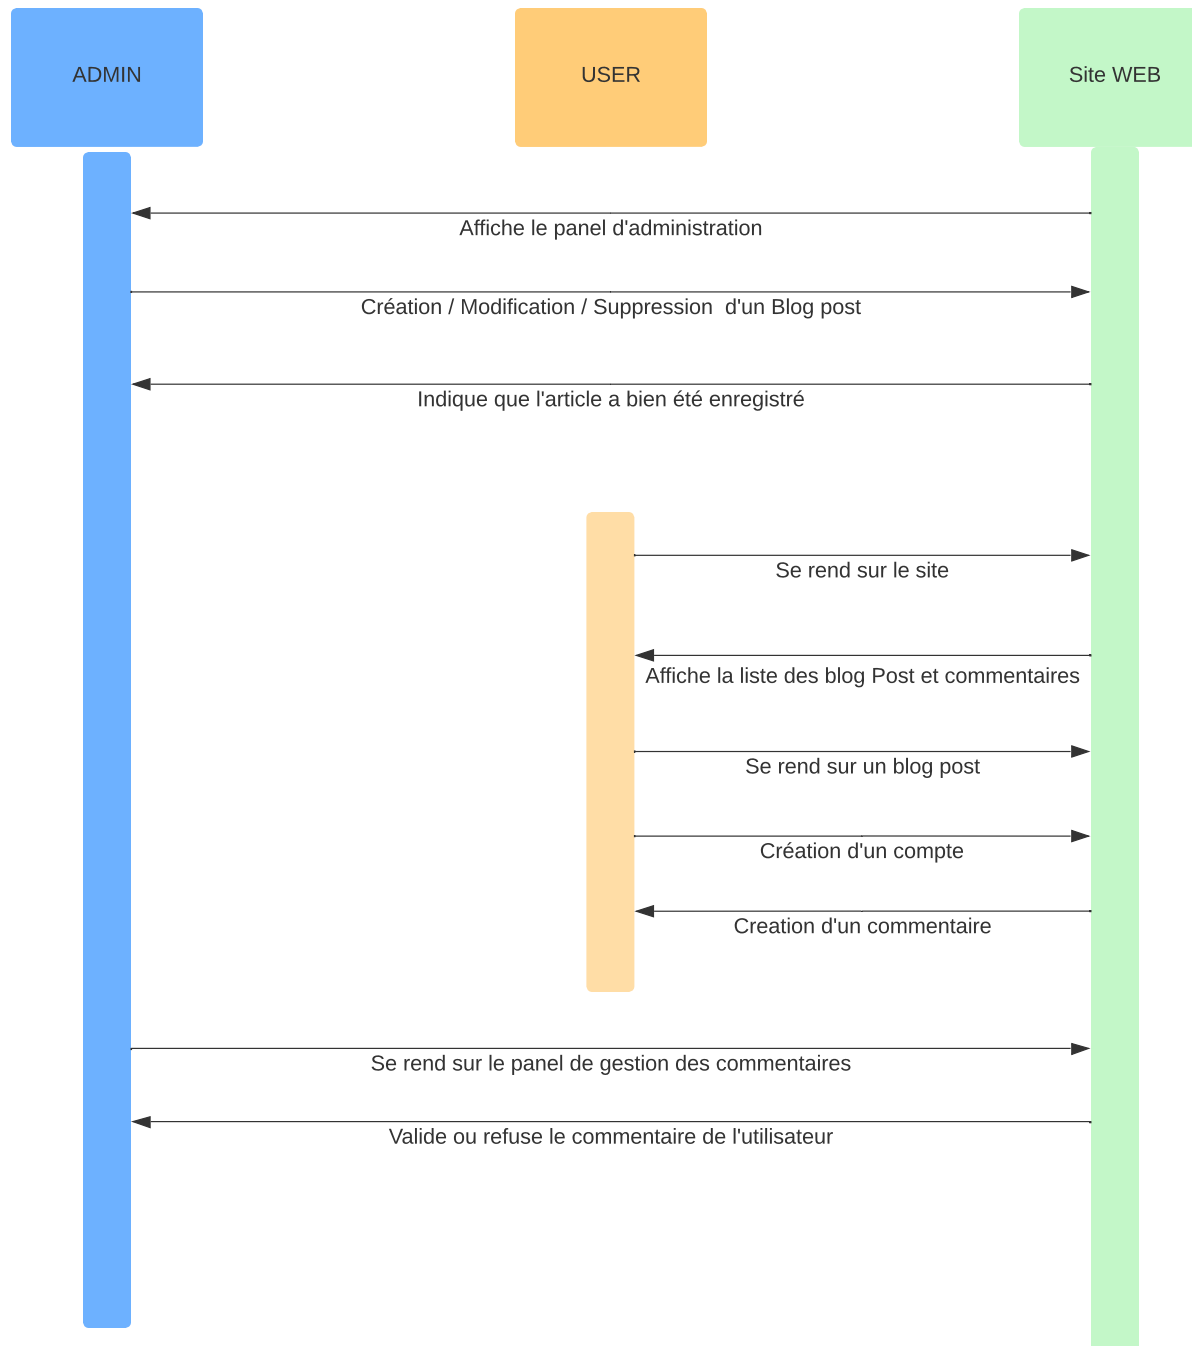 ADMIN
USER
Site WEB
Affiche le panel d'administration
Création / Modification / Suppression  d'un Blog post
Indique que l'article a bien été enregistré
Se rend sur le site
Affiche la liste des blog Post et commentaires
Se rend sur un blog post
Création d'un compte
Creation d'un commentaire
Se rend sur le panel de gestion des commentaires
Valide ou refuse le commentaire de l'utilisateur